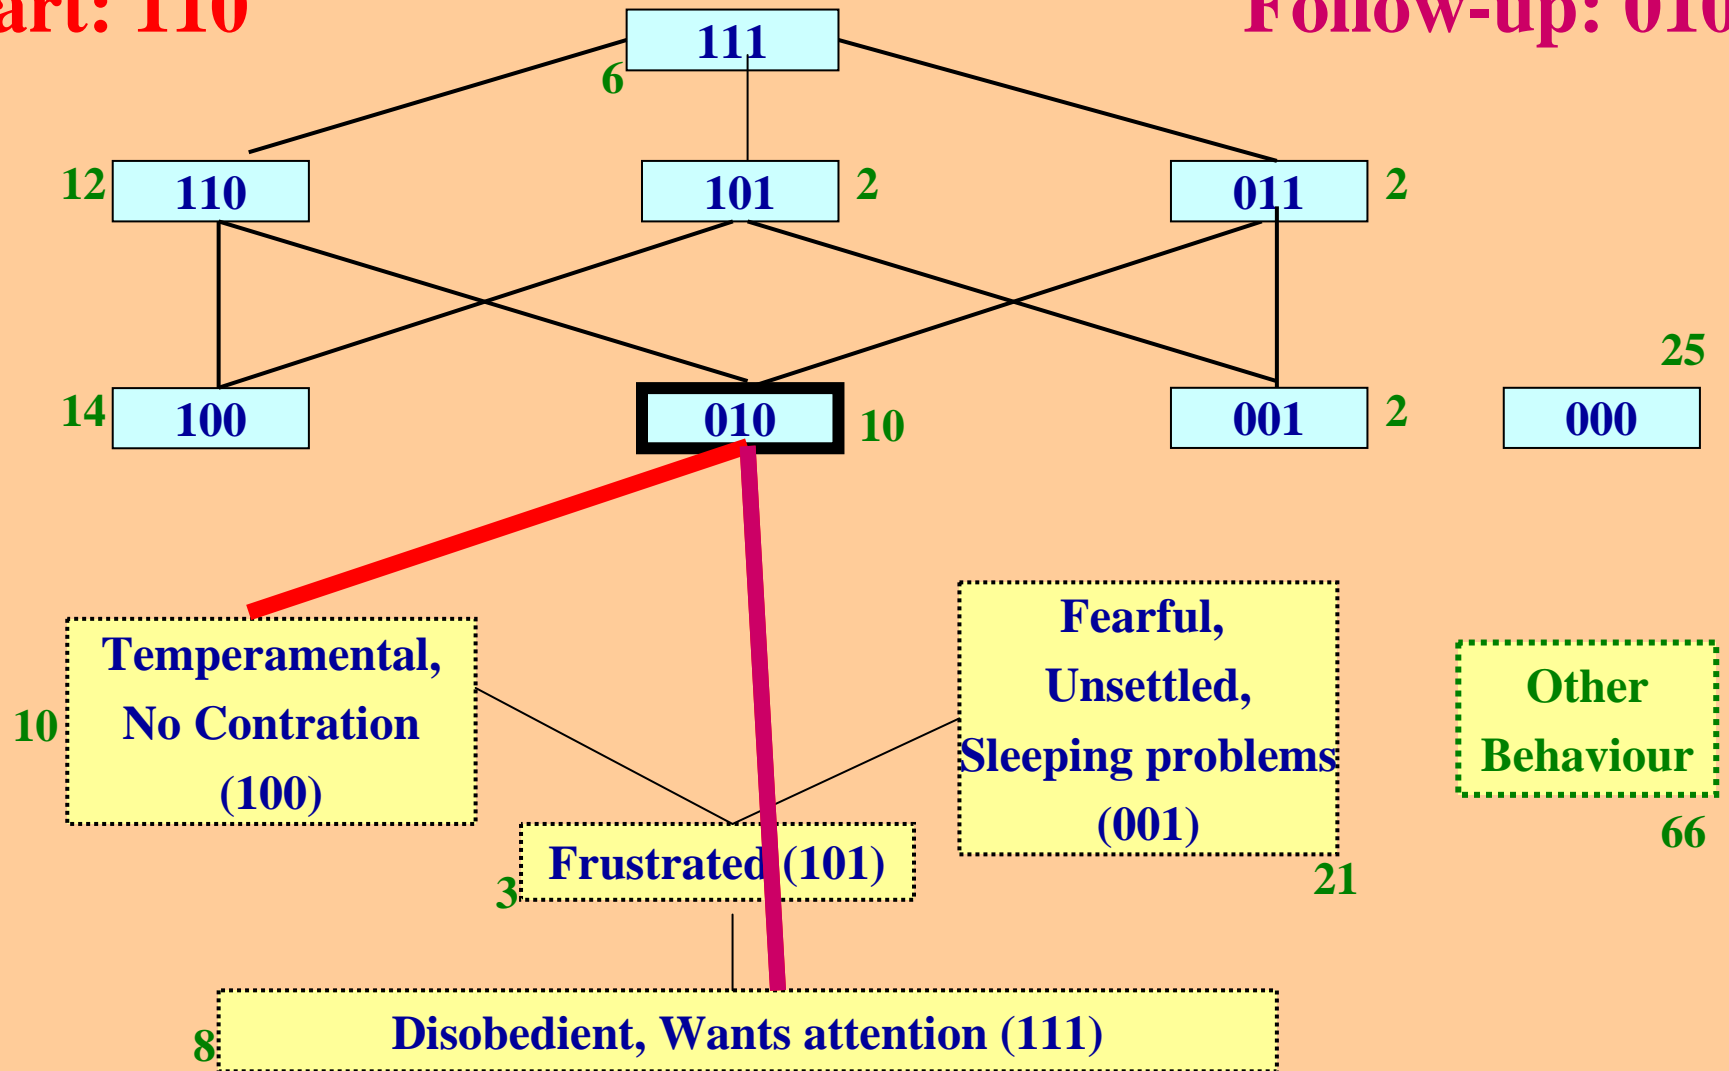 art: 110
Follow-up: 010
111
6
12
110
101
2
011
2
25
14
100
010
10
001
2
000
Temperamental,
No Contration
(100)
10
Fearful,
Unsettled,
Sleeping problems
(001)
21
Other
Behaviour
66
Frustrated (101)
3
Disobedient, Wants attention (111)
8